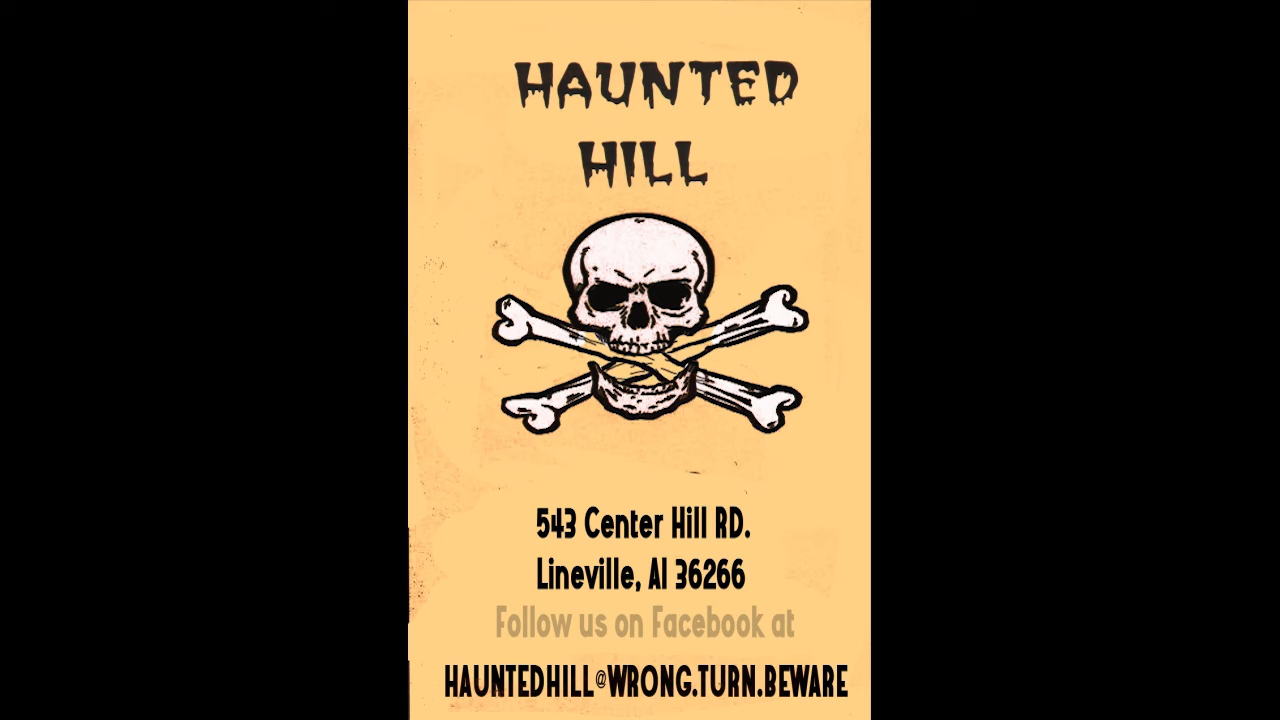 HAUNTED
HILL
543 Center Hill RD.
Lineville, Al 36266
Follow us on Facebook at
HAUNTEDHILL@WRONG.TURN.BEWARE